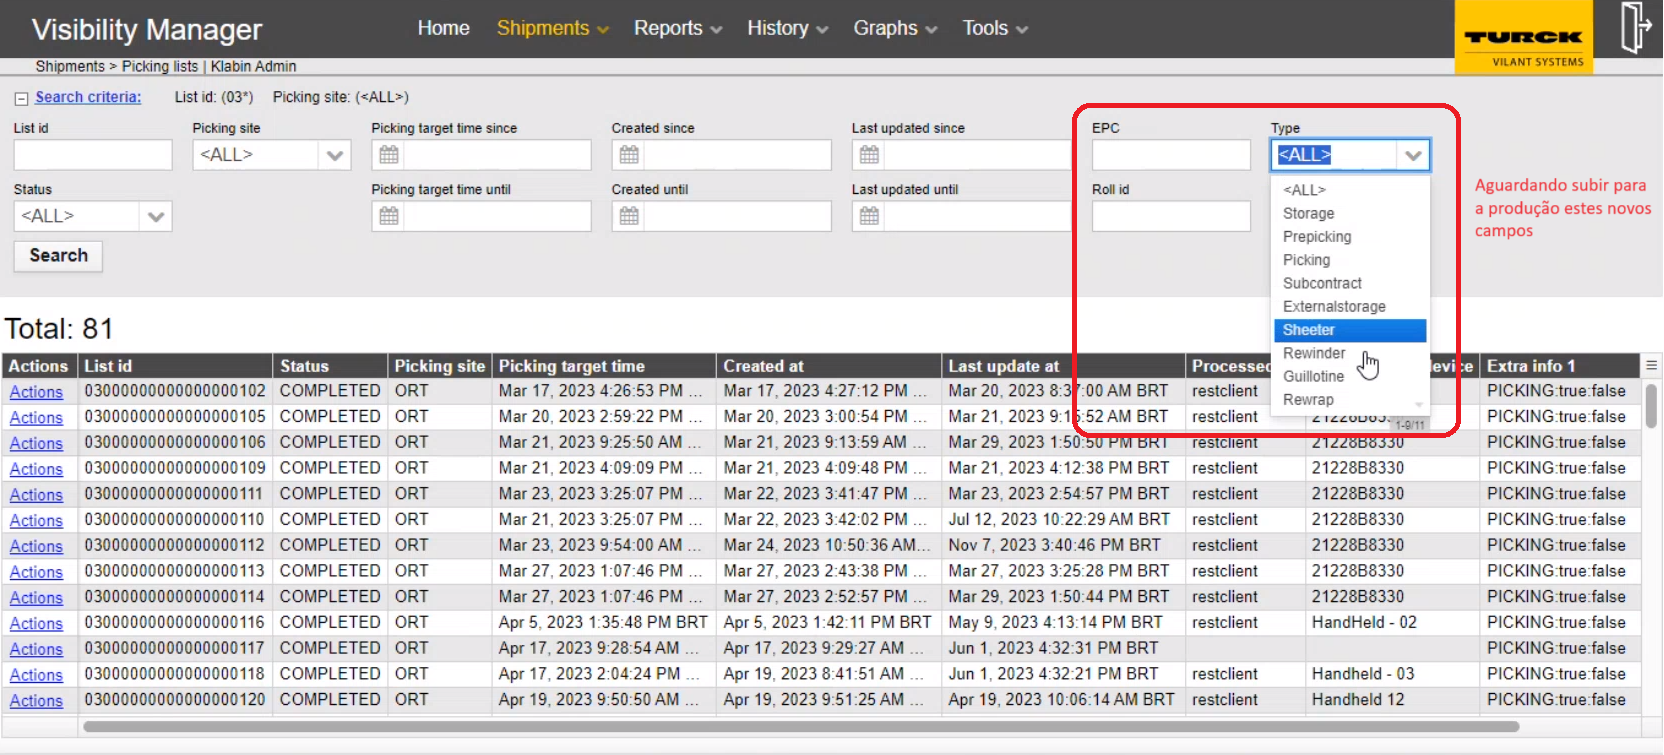 Visibility Manager
Home Shipments Reports History Graphs Tools
TURCK
VILANT SYSTEMS
Shipments > Picking lists | Klabin Admin
Search criteria: List id: (03*) Picking site: (<ALL>)
List id Picking site Picking target time since Created since Last updated since EPC Type
<ALL> <ALL>
Status Picking target time until Created until Last updated until Roll id
<ALL>
Search
<ALL>
Storage
Prepicking
Picking
Subcontract
Externalstorage
Sheeter
Rewinder
Guillotine
Rewrap
1-9/11
Aguardando subir para
a produção estes novos
campos
Total: 81
Actions List id Status Picking site Picking target time Created at Last update at Processed device Extra info 1
Actions 03000000000000000102 COMPLETED ORT Mar 17, 2023 4:26:53 PM ... Mar 17, 2023 4:27:12 PM ... Mar 20, 2023 8:37:00 AM BRT restclient PICKING:true:false
Actions 03000000000000000105 COMPLETED ORT Mar 20, 2023 2:59:22 PM ... Mar 20, 2023 3:00:54 PM ... Mar 21, 2023 9:15:52 AM BRT restclient PICKING:true:false
Actions 03000000000000000106 COMPLETED ORT Mar 21, 2023 9:25:50 AM ... Mar 21, 2023 9:13:59 AM ... Mar 29, 2023 1:50:50 PM BRT restclient 21228B8330 PICKING:true:false
Actions 03000000000000000109 COMPLETED ORT Mar 21, 2023 4:09:09 PM ... Mar 21, 2023 4:09:48 PM ... Mar 21, 2023 4:12:38 PM BRT restclient 21228B8330 PICKING:true:false
Actions 03000000000000000111 COMPLETED ORT Mar 23, 2023 3:25:07 PM ... Mar 22, 2023 3:41:47 PM ... Mar 23, 2023 2:54:57 PM BRT restclient 21228B8330 PICKING:true:false
Actions 03000000000000000110 COMPLETED ORT Mar 21, 2023 3:25:07 PM ... Mar 22, 2023 3:42:02 PM ... Jul 12, 2023 10:22:29 AM BRT restclient 21228B8330 PICKING:true:false
Actions 03000000000000000112 COMPLETED ORT Mar 23, 2023 9:54:00 AM ... Mar 24, 2023 10:50:36 AM... Nov 7, 2023 3:40:46 PM BRT restclient 21228B8330 PICKING:true:false
Actions 03000000000000000113 COMPLETED ORT Mar 27, 2023 1:07:46 PM ... Mar 27, 2023 2:43:38 PM ... Mar 27, 2023 3:25:28 PM BRT restclient 21228B8330 PICKING:true:false
Actions 03000000000000000114 COMPLETED ORT Mar 27, 2023 1:07:46 PM ... Mar 27, 2023 2:52:57 PM ... Mar 29, 2023 1:50:44 PM BRT restclient 21228B8330 PICKING:true:false
Actions 03000000000000000116 COMPLETED ORT Apr 5, 2023 1:35:48 PM BRT Apr 5, 2023 1:42:11 PM BRT May 9, 2023 4:13:14 PM BRT restclient HandHeld - 02 PICKING:true:false
Actions 03000000000000000117 COMPLETED ORT Apr 17, 2023 9:28:54 AM ... Apr 17, 2023 9:29:27 AM ... Jun 1, 2023 4:32:31 PM BRT PICKING:true:false
Actions 03000000000000000118 COMPLETED ORT Apr 17, 2023 2:04:24 PM ... Apr 19, 2023 8:41:51 AM ... Jun 1, 2023 4:32:21 PM BRT restclient Handheld - 03 PICKING:true:false
Actions 03000000000000000120 COMPLETED ORT Apr 19, 2023 9:50:50 AM ... Apr 19, 2023 9:51:25 AM ... Apr 19, 2023 10:06:14 AM BRT restclient Handheld 12 PICKING:true:false